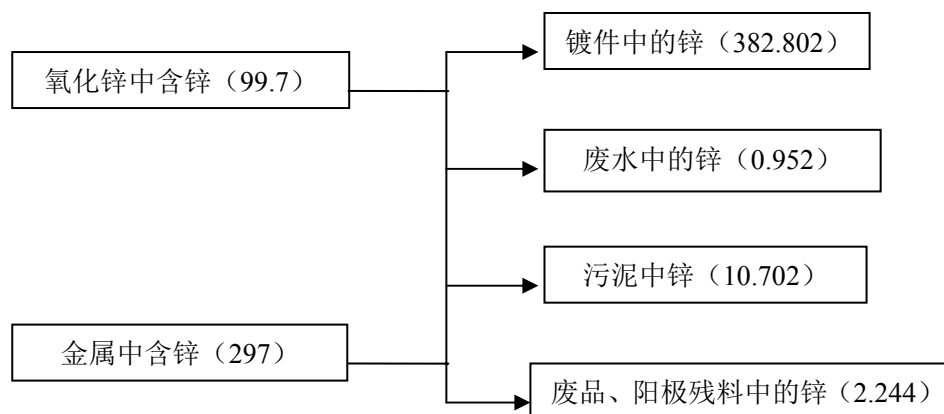 氧化锌中含锌（99.7）
金属中含锌（297）
镀件中的锌（382.802）
废水中的锌（0.952）
污泥中锌（10.702）
废品、阳极残料中的锌（2.244）